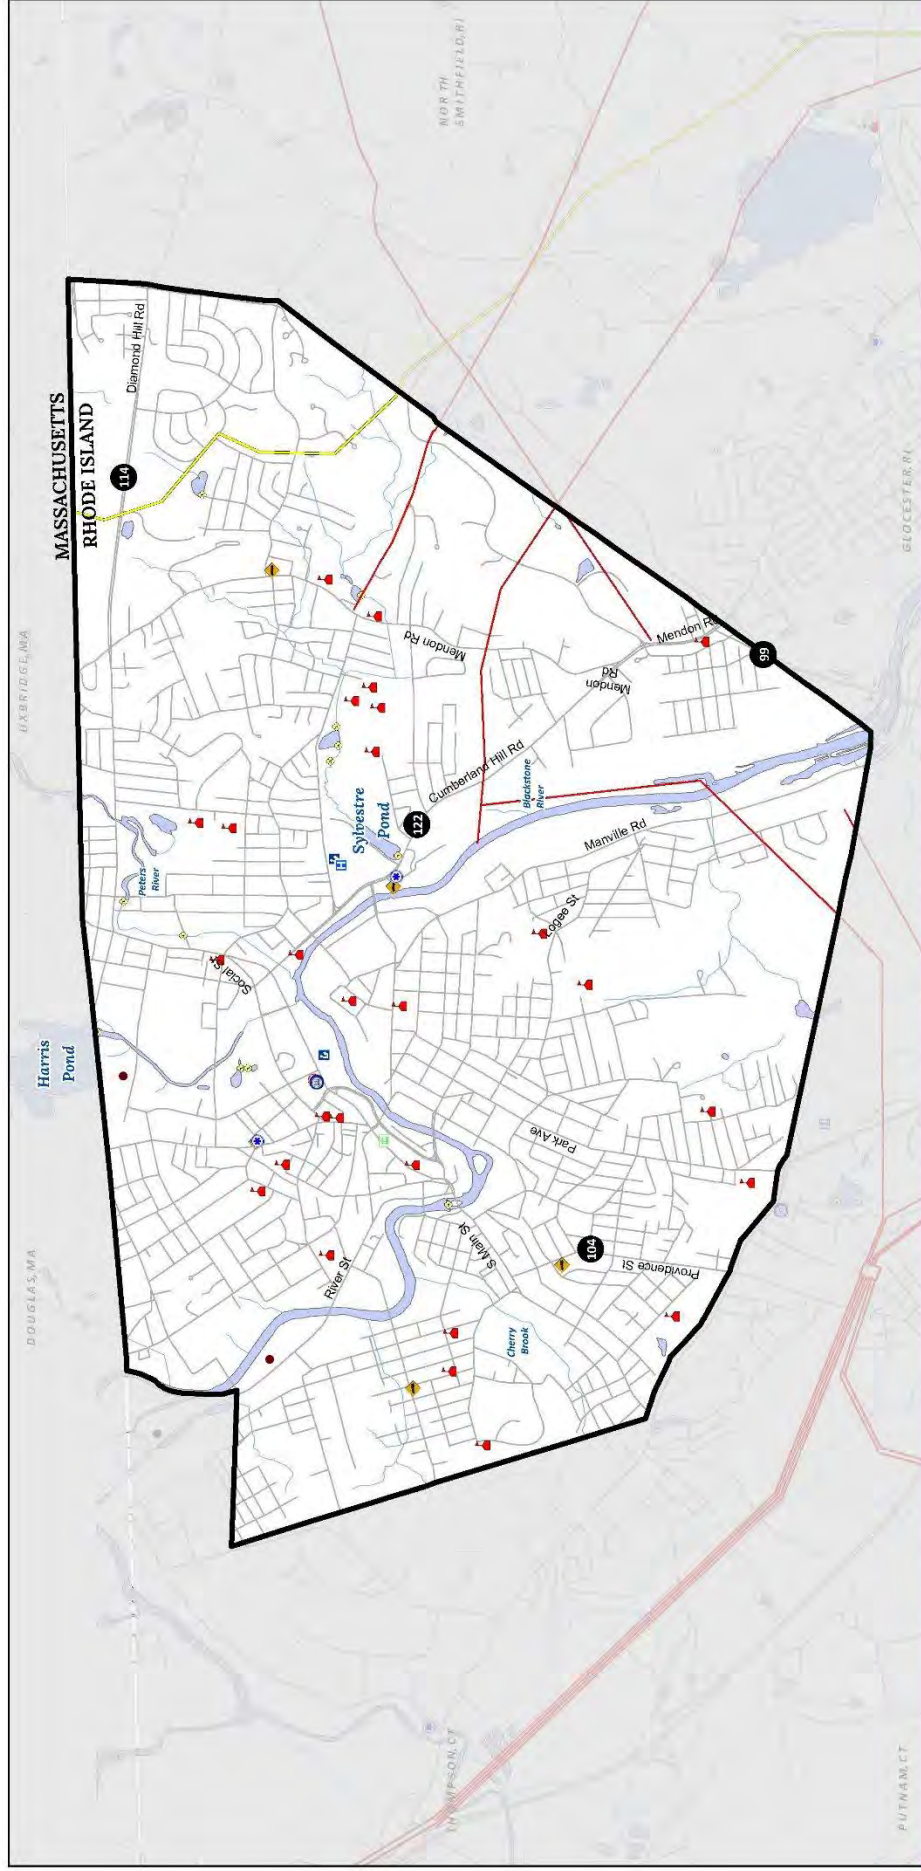 UXBRIDGE, MA
DOUGLAS, MA
NORTH
SMITHFIELD, RI
GLOCESTER, RI
THOMPSON, CT
PUTNAM, CT
MASSACHUSETTS
RHODE ISLAND
Harris
Pond
114
Diamond Hill Rd
Peters
River
Social St
Sylvestre
Pond
122
H
Mendon Rd
Cumberland Hill Rd
Mendon
Rd
Mendon Rd
99
Blackstone
River
Manville Rd
Logee St
Park Ave
River St
S Main St
104
Providence St
Cherry
Brook
E